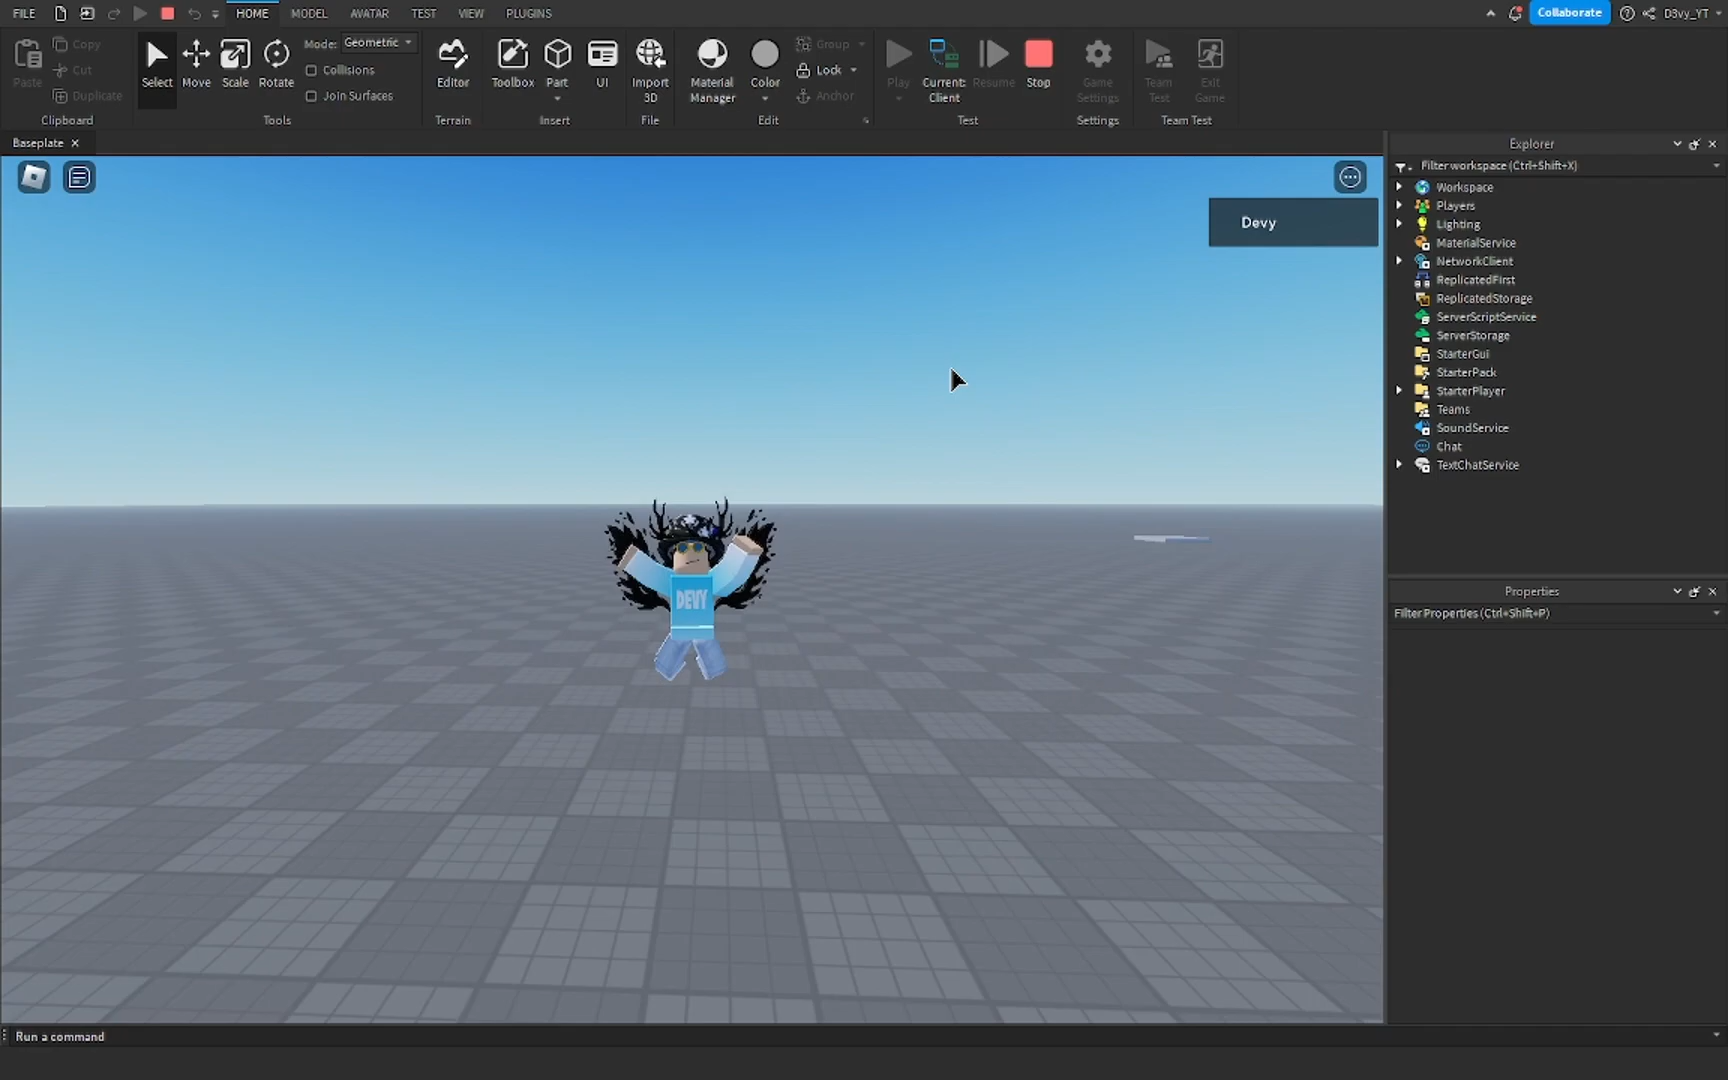 FILE HOME MODEL AVATAR TEST VIEW PLUGINS Collaborate D3vy_YT
Paste
Copy
Cut
Duplicate
Clipboard
Select
Move
Scale
Rotate
Mode: Geometric
Collisions
Join Surfaces
Tools
Editor
Terrain
Toolbox
Part
UI
Insert
Import
3D
File
Material
Manager
Color
Group
Lock
Anchor
Edit
Play
Current:
Client
Resume
Stop
Test
Game
Settings
Settings
Team
Test
Exit
Game
Team Test
Baseplate
Devy
DEVY
Explorer
Filter workspace (Ctrl+Shift+X)
Workspace
Players
Lighting
MaterialService
NetworkClient
ReplicatedFirst
ReplicatedStorage
ServerScriptService
ServerStorage
StarterGui
StarterPack
StarterPlayer
Teams
SoundService
Chat
TextChatService
Properties
Filter Properties (Ctrl+Shift+P)
Run a command